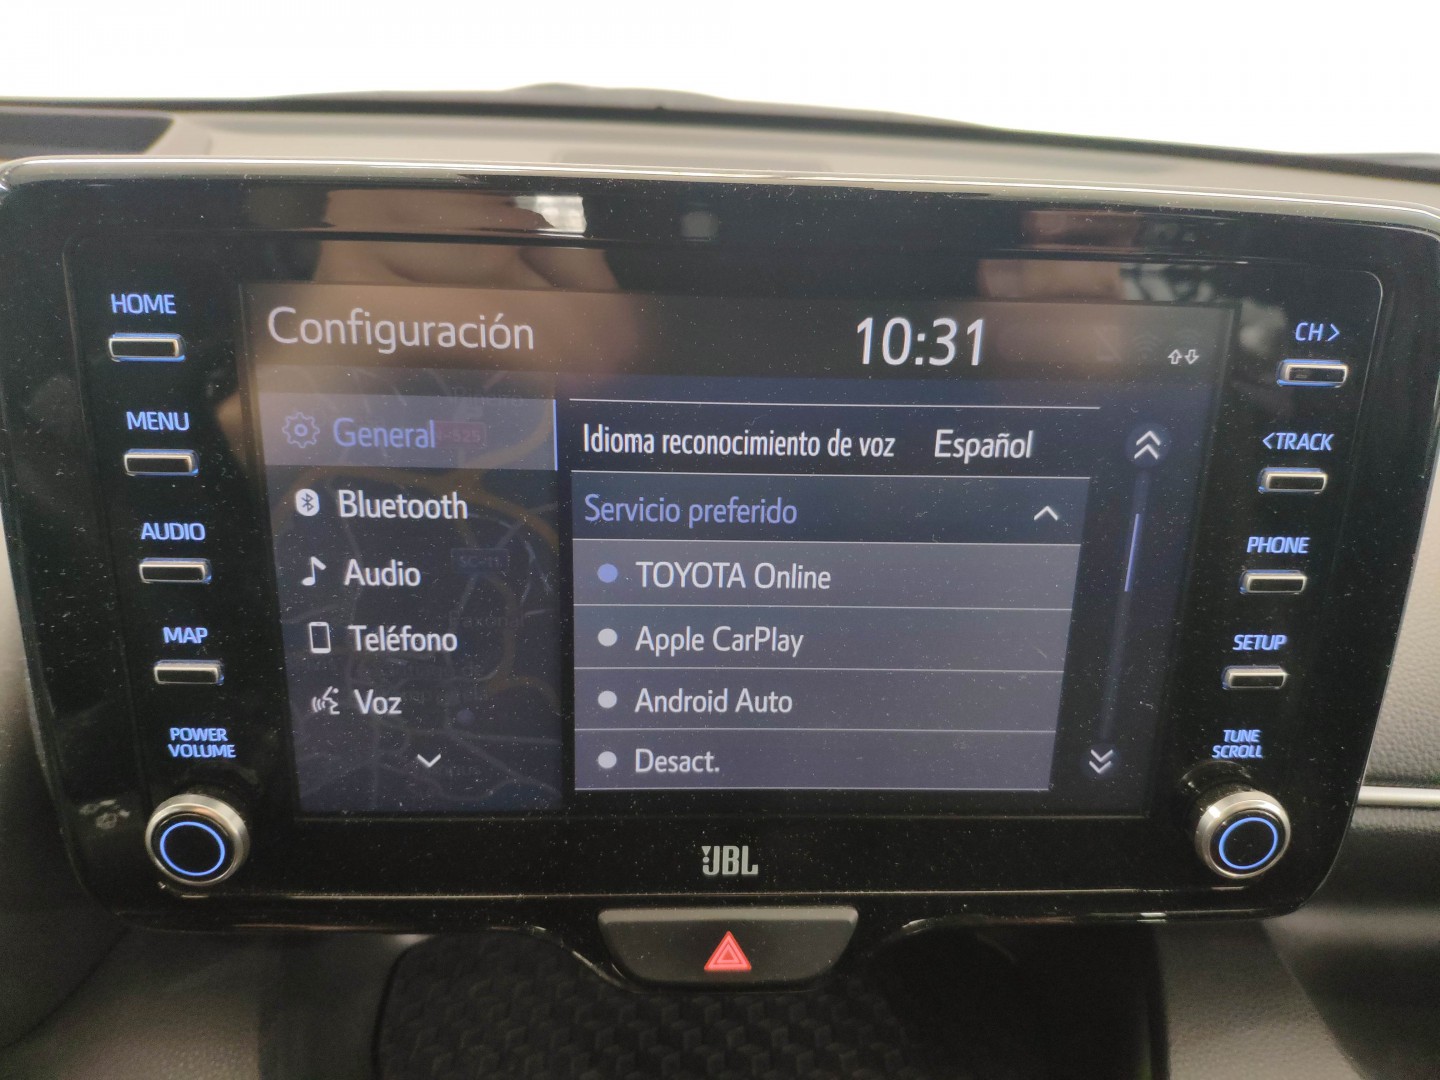 HOME
MENU
AUDIO
MAP
POWER
VOLUME
Configuración
10:31
General
Bluetooth
Audio
Teléfono
Voz
Idioma reconocimiento de voz Español
Servicio preferido
TOYOTA Online
Apple CarPlay
Android Auto
Desact.
CH>
<TRACK
PHONE
SETUP
TUNE
SCROLL
JBL